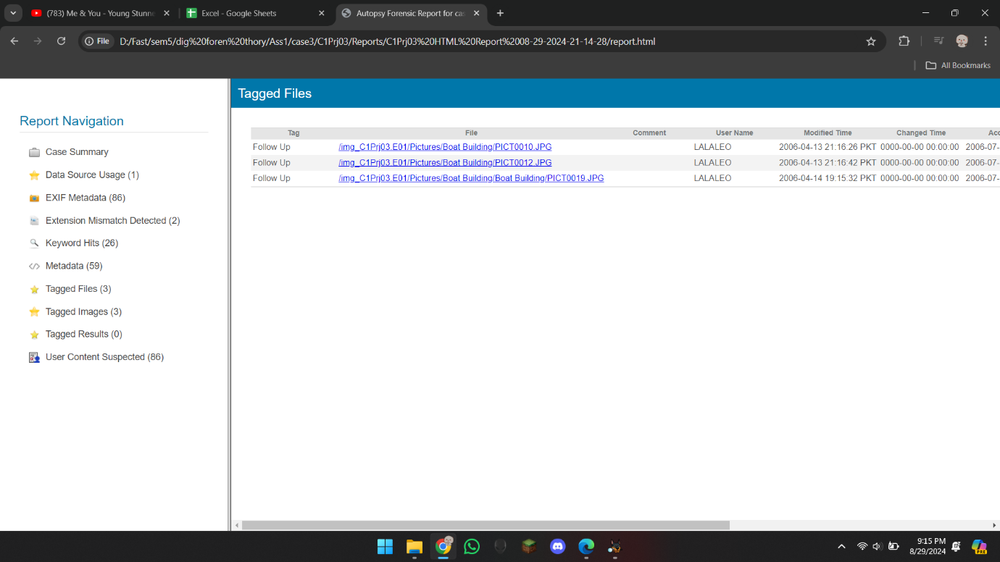 (783) Me & You - Young Stunne
Excel - Google Sheets
Autopsy Forensic Report for cas
File D:/Fast/sem5/dig%20foren%20thory/Ass1/case3/C1Prj03/Reports/C1Prj03%20HTML%20Report%2008-29-2024-21-14-28/report.html
All Bookmarks
Report Navigation
Case Summary
Data Source Usage (1)
EXIF Metadata (86)
Extension Mismatch Detected (2)
Keyword Hits (26)
Metadata (59)
Tagged Files (3)
Tagged Images (3)
Tagged Results (0)
User Content Suspected (86)
Tagged Files
Tag File Comment User Name Modified Time Changed Time Acc
Follow Up /img_C1Prj03.E01/Pictures/Boat Building/PICT0010.JPG LALALEO 2006-04-13 21:16:26 PKT 0000-00-00 00:00:00 2006-07-
Follow Up /img_C1Prj03.E01/Pictures/Boat Building/PICT0012.JPG LALALEO 2006-04-13 21:16:42 PKT 0000-00-00 00:00:00 2006-07-
Follow Up /img_C1Prj03.E01/Pictures/Boat Building/Boat Building/PICT0019.JPG LALALEO 2006-04-14 19:15:32 PKT 0000-00-00 00:00:00 2006-07-
9:15 PM
8/29/2024
PRE